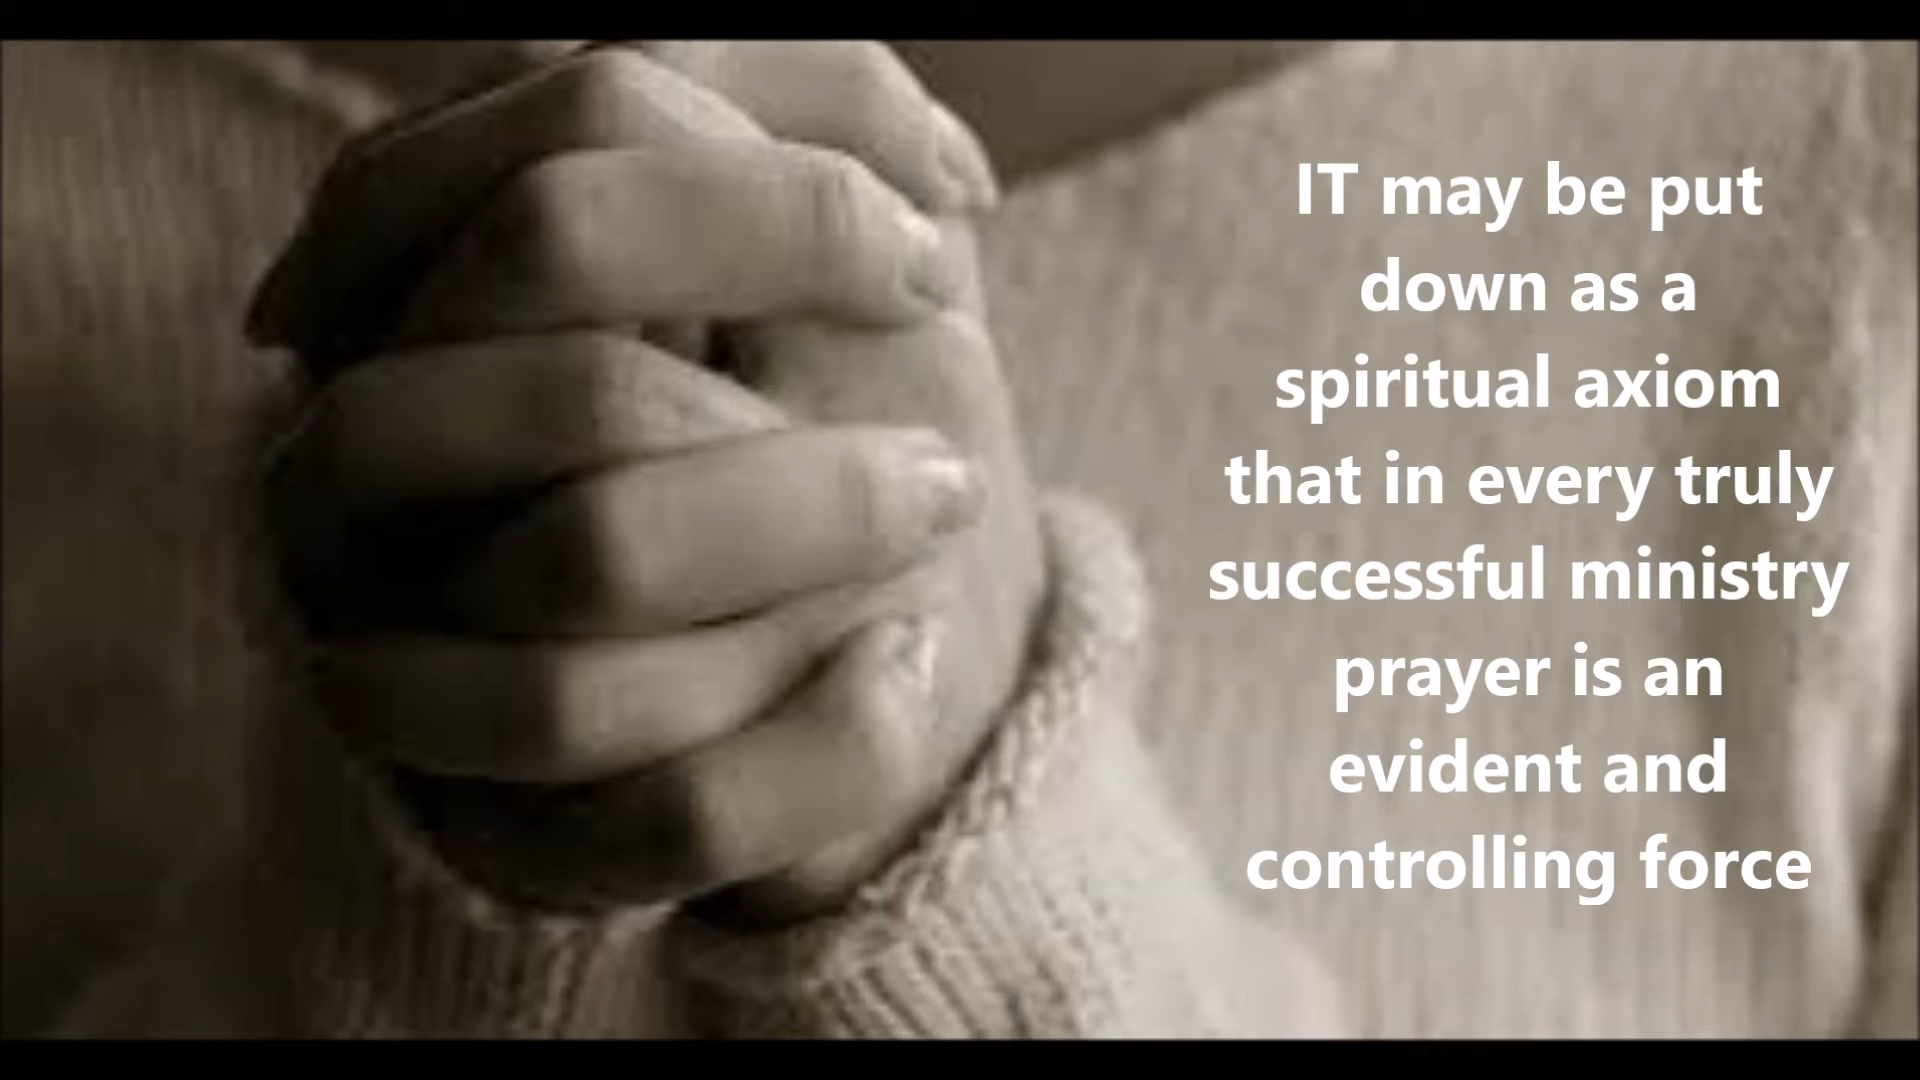 IT may be put
down as a
spiritual axiom
that in every truly
successful ministry
prayer is an
evident and
controlling force